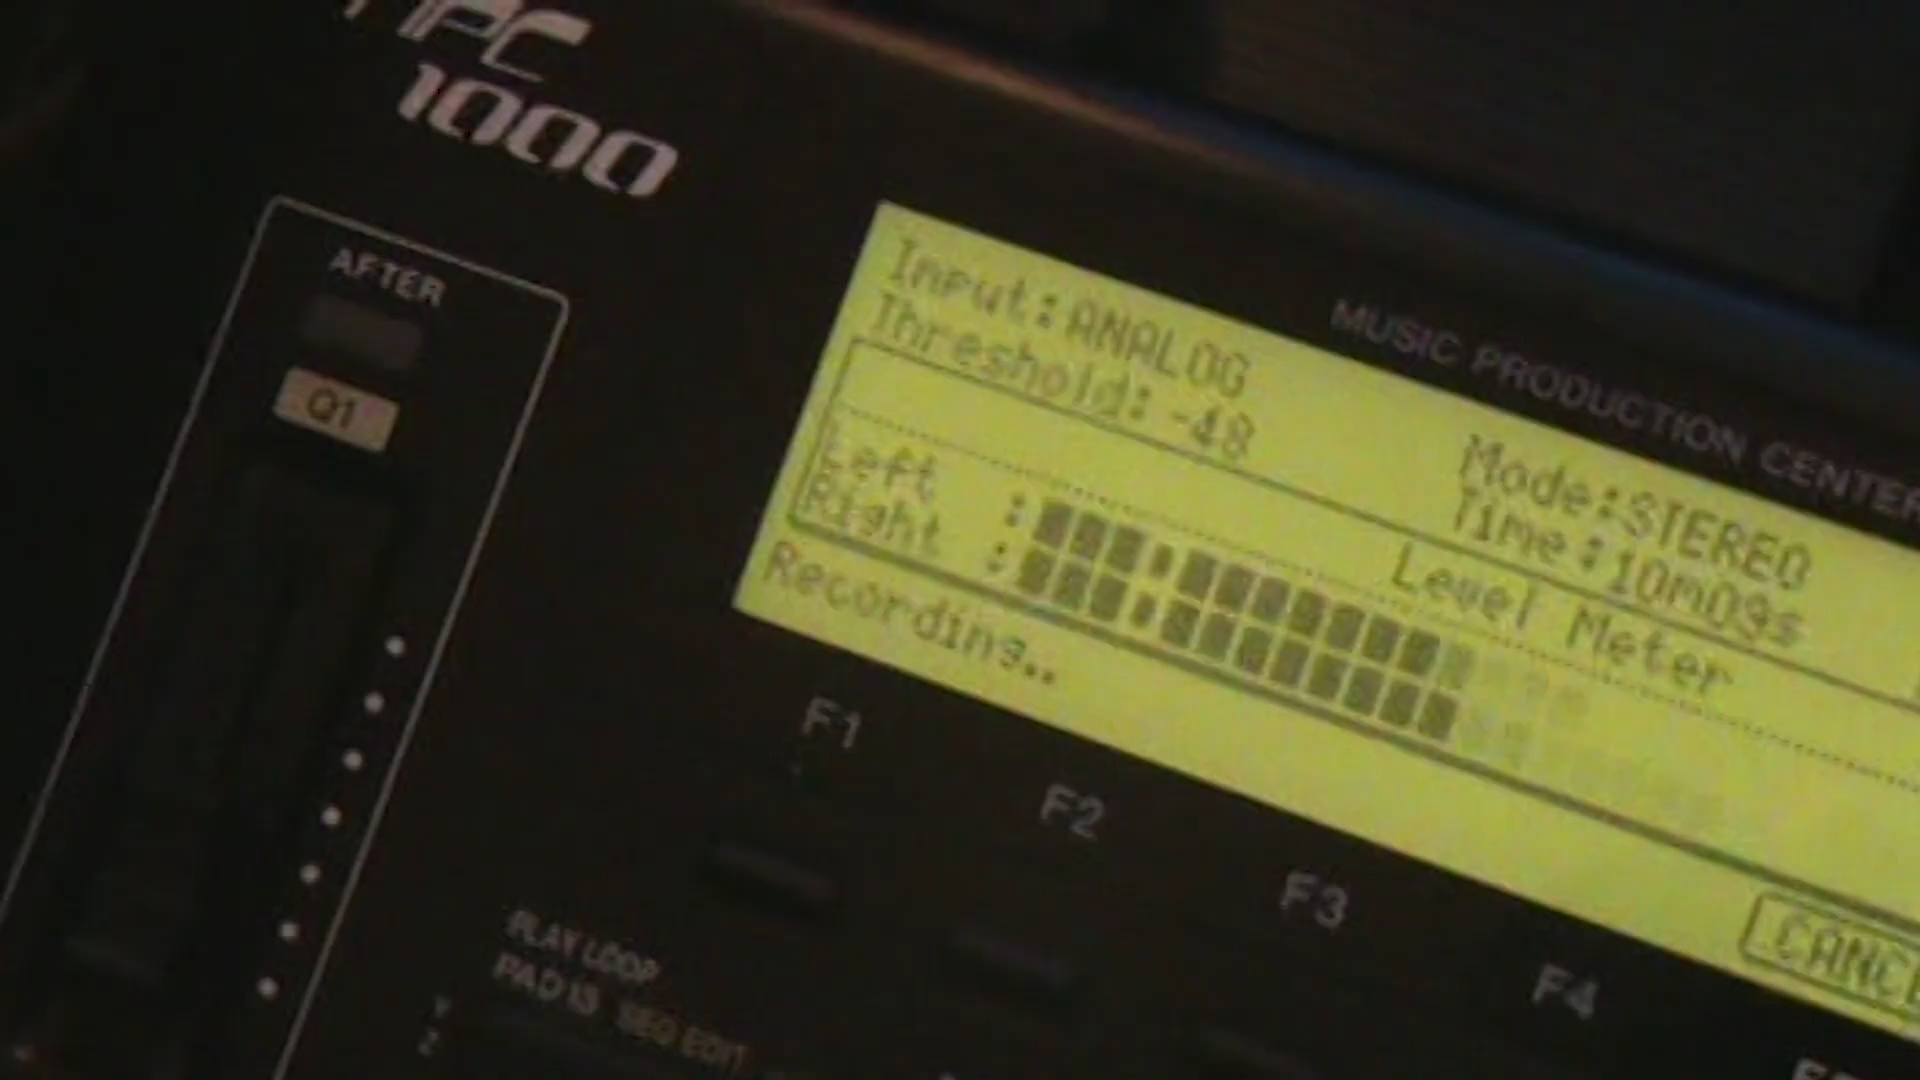 MPC
1000
AFTER
Q1
MUSIC PRODUCTION CENTER
Input:ANALOG
Mode:STEREO
Threshold:-48
Time:10m09s
Level Meter
Left :
Right :
Recording..
CANCE
F1
F2
F3
F4
PLAY LOOP
PAD 13 SEQ EDIT